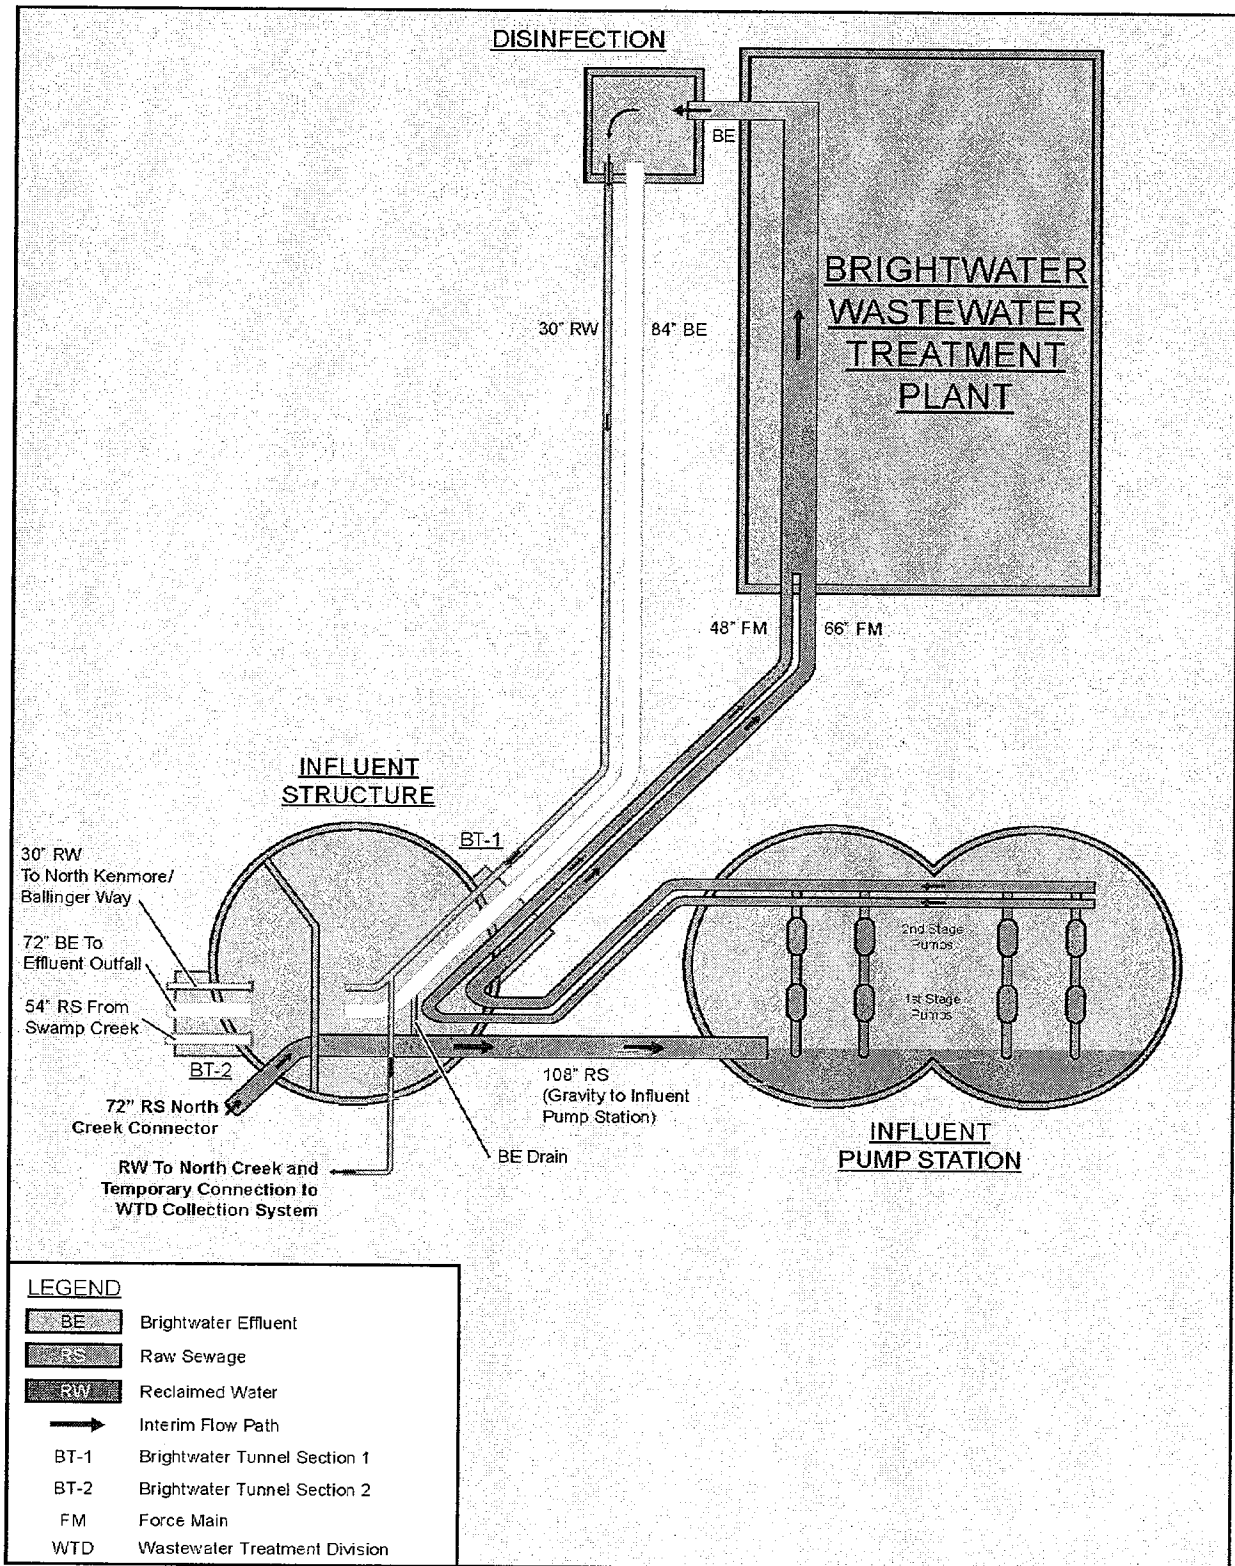 DISINFECTION
BE
BRIGHTWATER
WASTEWATER
TREATMENT
PLANT
30" RW
84" BE
48" FM
66" FM
INFLUENT
STRUCTURE
BT-1
30" RW
To North Kenmore/
Ballinger Way
72" BE To
Effluent Outfall
54" RS From
Swamp Creek
BT-2
72" RS North
Creek Connector
2nd Stage
Pumps
1st Stage
Pumps
108" RS
(Gravity to Influent
Pump Station)
BE Drain
INFLUENT
PUMP STATION
RW To North Creek and
Temporary Connection to
WTD Collection System
LEGEND
BE Brightwater Effluent
RS Raw Sewage
RW Reclaimed Water
Interim Flow Path
BT-1 Brightwater Tunnel Section 1
BT-2 Brightwater Tunnel Section 2
FM Force Main
WTD Wastewater Treatment Division